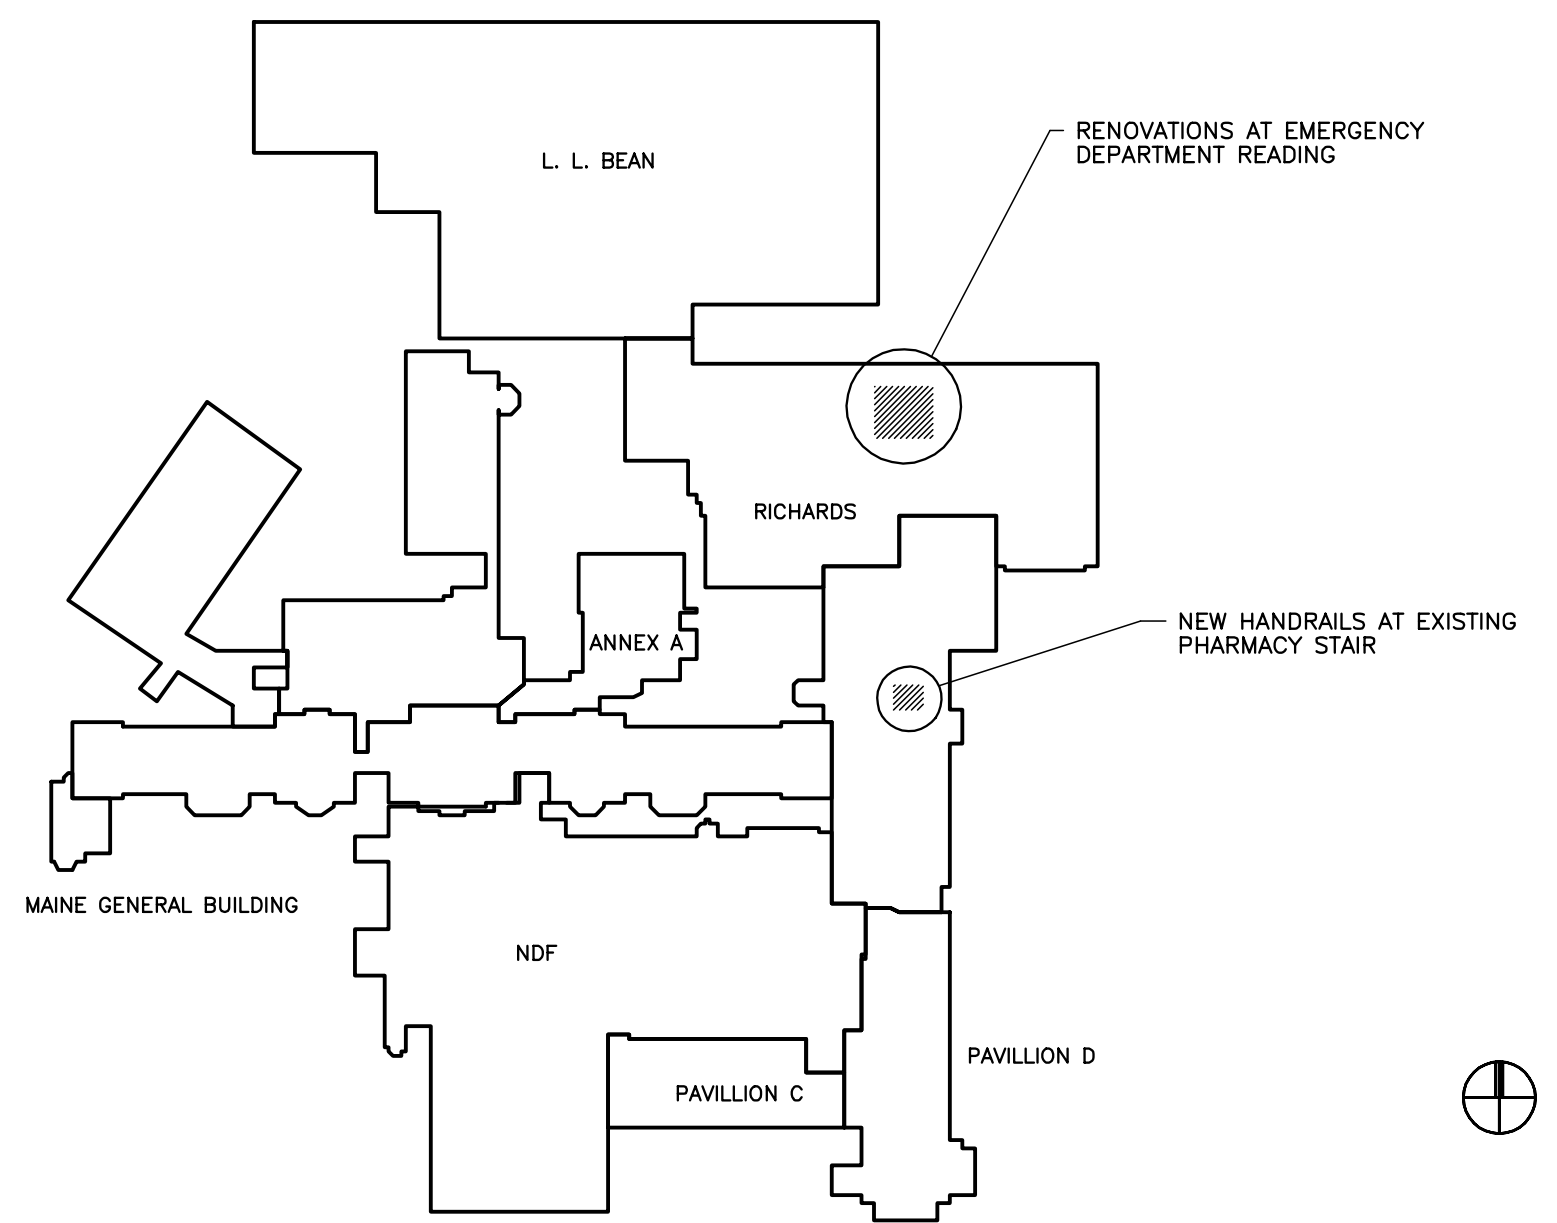 L. L. BEAN
RENOVATIONS AT EMERGENCY
DEPARTMENT READING
RICHARDS
NEW HANDRAILS AT EXISTING
PHARMACY STAIR
ANNEX A
MAINE GENERAL BUILDING
NDF
PAVILLION D
PAVILLION C